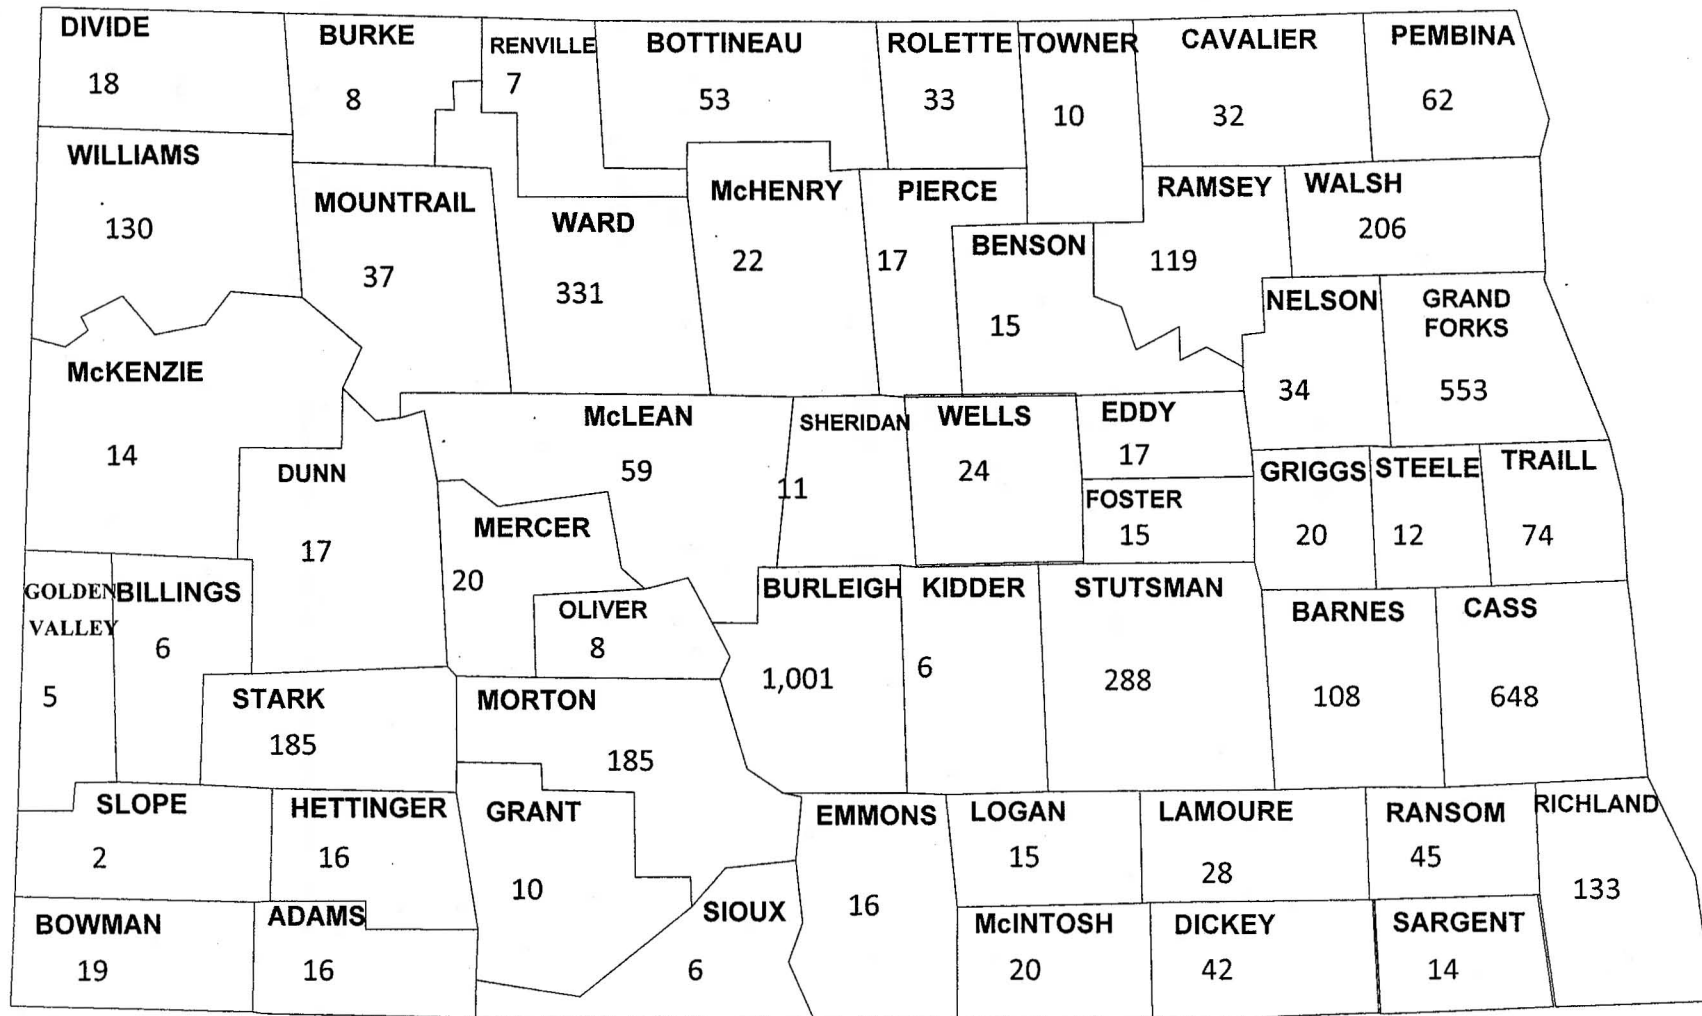 DIVIDE
18
BURKE
8
RENVILLE
7
BOTTINEAU
53
ROLETTE
33
TOWNER
10
CAVALIER
32
PEMBINA
62
WILLIAMS
130
MOUNTRAIL
37
WARD
331
McHENRY
22
PIERCE
17
BENSON
15
RAMSEY
119
WALSH
206
McKENZIE
14
NELSON
34
GRAND
FORKS
553
DUNN
17
McLEAN
59
SHERIDAN
11
WELLS
24
EDDY
17
FOSTER
15
GRIGGS
20
STEELE
12
TRAILL
74
MERCER
20
OLIVER
8
GOLDEN
VALLEY
5
BILLINGS
6
STARK
185
MORTON
185
BURLEIGH
1,001
KIDDER
6
STUTSMAN
288
BARNES
108
CASS
648
SLOPE
2
HETTINGER
16
GRANT
10
EMMONS
16
LOGAN
15
LAMOURE
28
RANSOM
45
RICHLAND
133
BOWMAN
19
ADAMS
16
SIOUX
6
McINTOSH
20
DICKEY
42
SARGENT
14